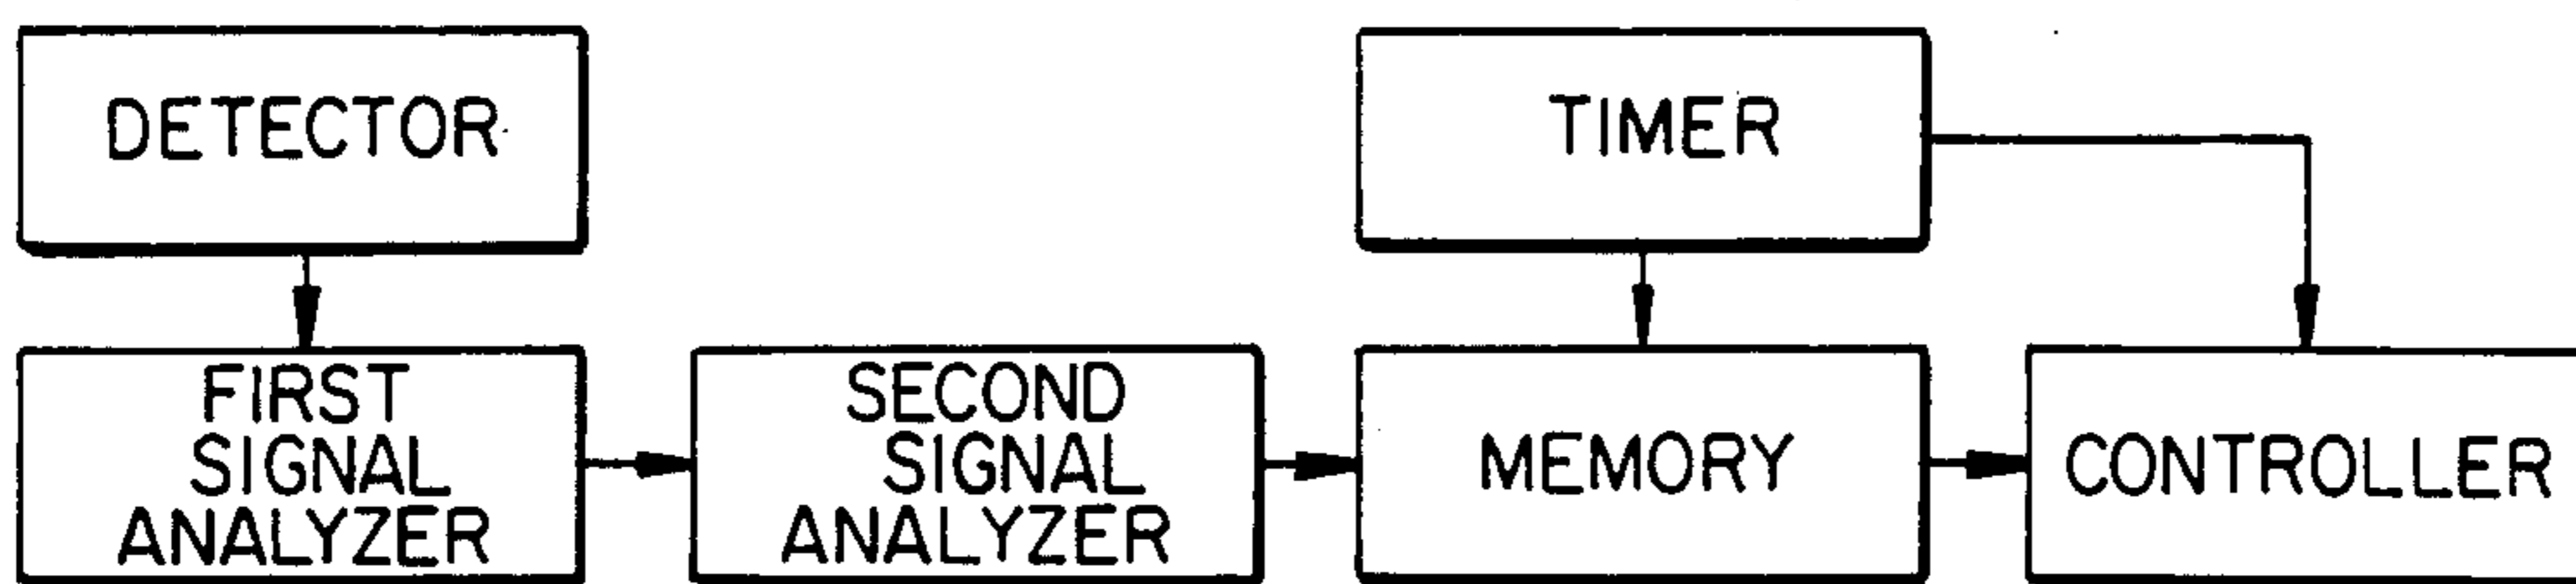 DETECTOR
TIMER
FIRST
SIGNAL
ANALYZER
SECOND
SIGNAL
ANALYZER
MEMORY
CONTROLLER